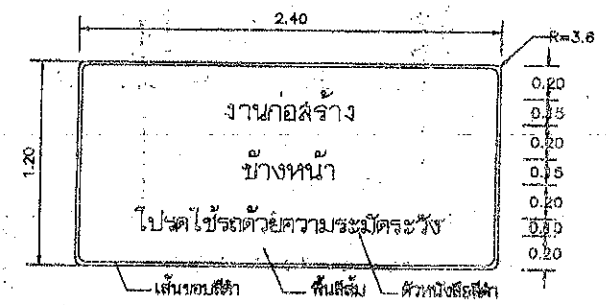 2.40
R=3.6
1.20
งานก่อสร้าง
ข้างหน้า
โปรดใช้รถด้วยความระมัดระวัง
0.20
0.15
0.20
0.15
0.20
0.10
0.20
เส้นขอบสีดำ
พื้นสีส้ม
ตัวหนังสือสีดำ